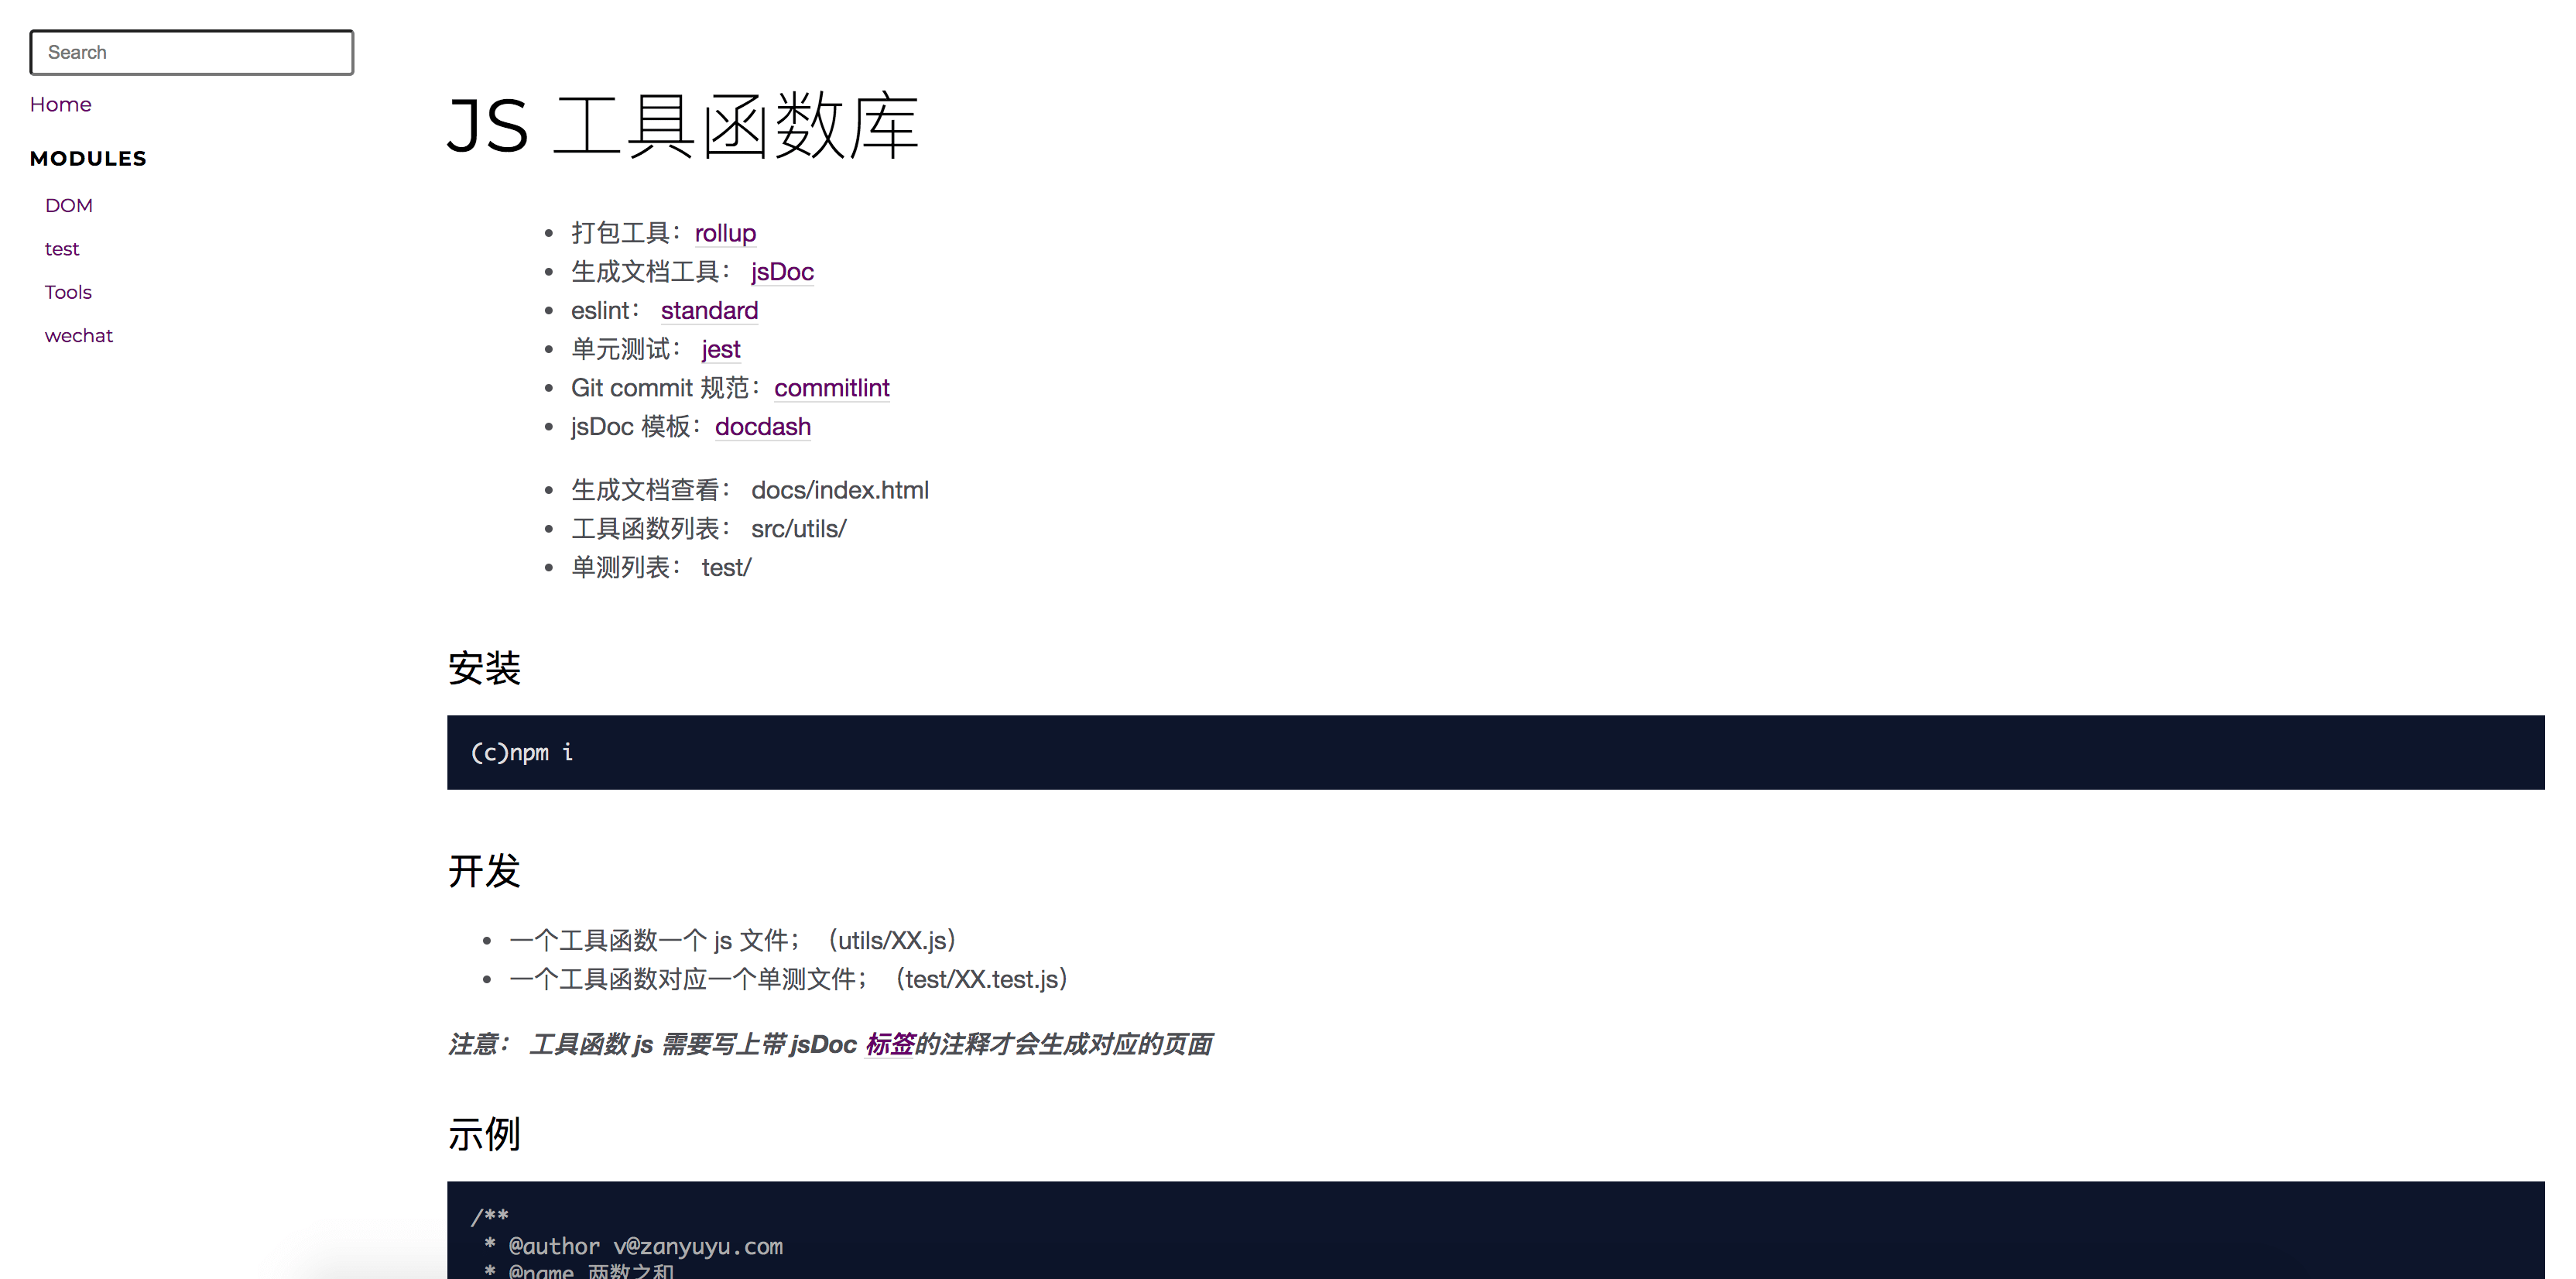 Search
Home
MODULES
DOM
test
Tools
wechat
JS 工具函数库
打包工具：rollup
生成文档工具： jsDoc
eslint： standard
单元测试： jest
Git commit 规范：commitlint
jsDoc 模板：docdash
生成文档查看： docs/index.html
工具函数列表： src/utils/
单测列表： test/
安装
(c)npm i
开发
一个工具函数一个 js 文件；（utils/XX.js）
一个工具函数对应一个单测文件；（test/XX.test.js）
注意： 工具函数 js 需要写上带 jsDoc 标签的注释才会生成对应的页面
示例
/**
* @author v@zanyuyu.com
* @name 两数之和